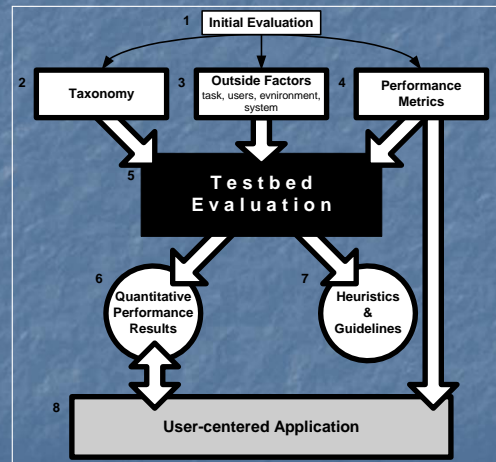 1
Initial Evaluation
2
Taxonomy
3
Outside Factors
task, users, evnironment,
system
4
Performance
Metrics
5
Testbed
Evaluation
6
Quantitative
Performance
Results
7
Heuristics
&
Guidelines
8
User-centered Application